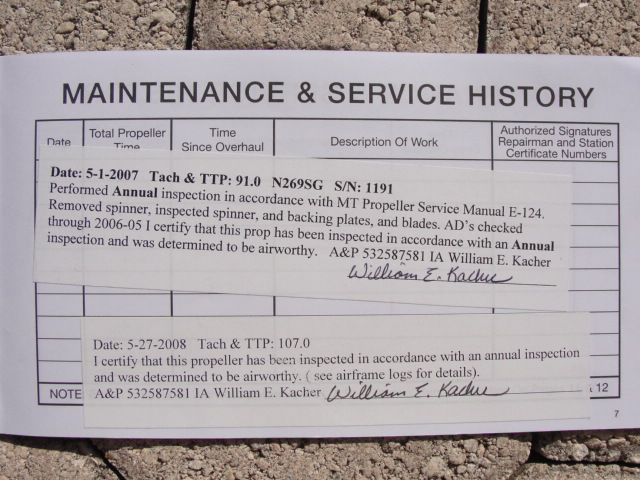 MAINTENANCE & SERVICE HISTORY
Date
Total Propeller
Time
Time
Since Overhaul
Description Of Work
Authorized Signatures
Repairman and Station
Certificate Numbers
Date: 5-1-2007 Tach & TTP: 91.0 N269SG S/N: 1191
Performed Annual inspection in accordance with MT Propeller Service Manual E-124.
Removed spinner, inspected spinner, and backing plates, and blades. AD's checked
through 2006-05 I certify that this prop has been inspected in accordance with an Annual
inspection and was determined to be airworthy. A&P 532587581 IA William E. Kacher
William E. Kacher
Date: 5-27-2008 Tach & TTP: 107.0
I certify that this propeller has been inspected in accordance with an annual inspection
and was determined to be airworthy. ( see airframe logs for details).
A&P 532587581 IA William E. Kacher William E. Kacher
NOTE 12
7